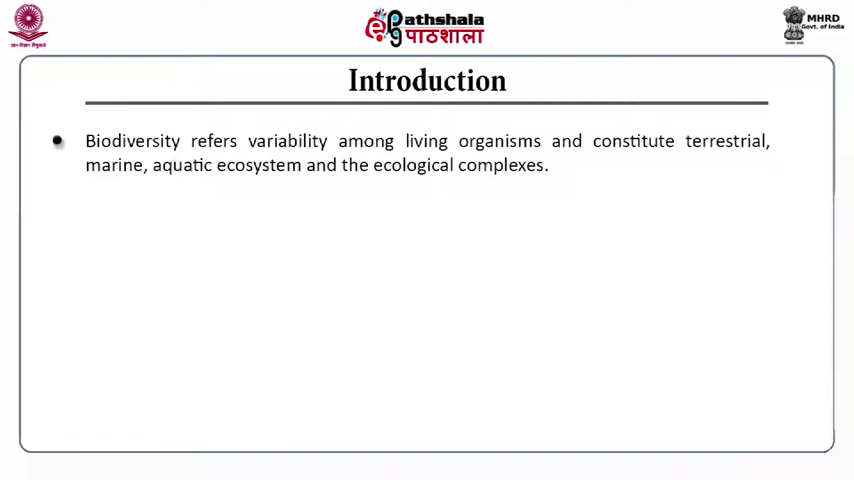 Pathshala
पाठशाला
MHRD
Govt. of India
Introduction
Biodiversity refers variability among living organisms and constitute terrestrial,
marine, aquatic ecosystem and the ecological complexes.